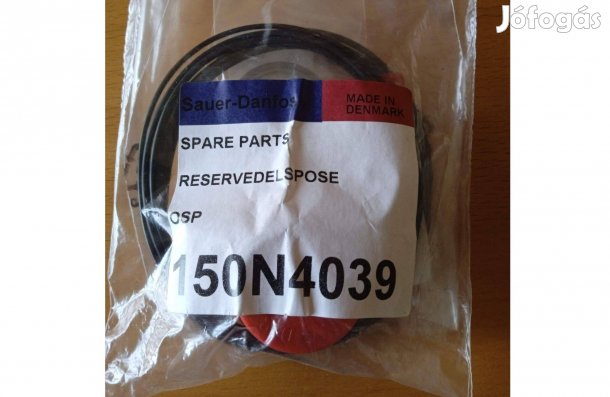 Jófogás
Sauer-Danfoss
MADE IN
DENMARK
SPARE PARTS
RESERVEDELSPOSE
OSP
150N4039